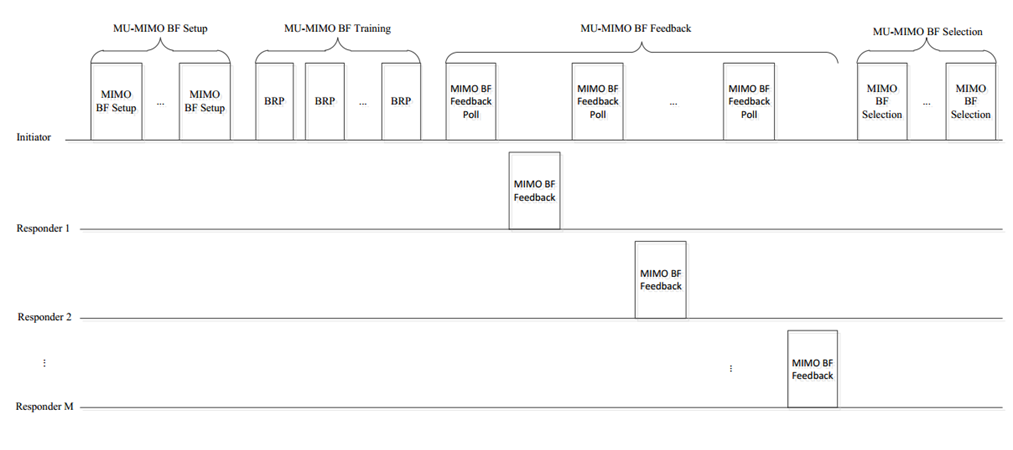 MU-MIMO BF Setup
MU-MIMO BF Training
MU-MIMO BF Feedback
MU-MIMO BF Selection
MIMO
BF Setup
...
MIMO
BF Setup
BRP
BRP
...
BRP
MIMO BF
Feedback
Poll
MIMO BF
Feedback
Poll
...
MIMO BF
Feedback
Poll
MIMO
BF
Selection
...
MIMO
BF
Selection
Initiator
MIMO BF
Feedback
Responder 1
MIMO BF
Feedback
Responder 2
⋮
⋮
MIMO BF
Feedback
Responder M